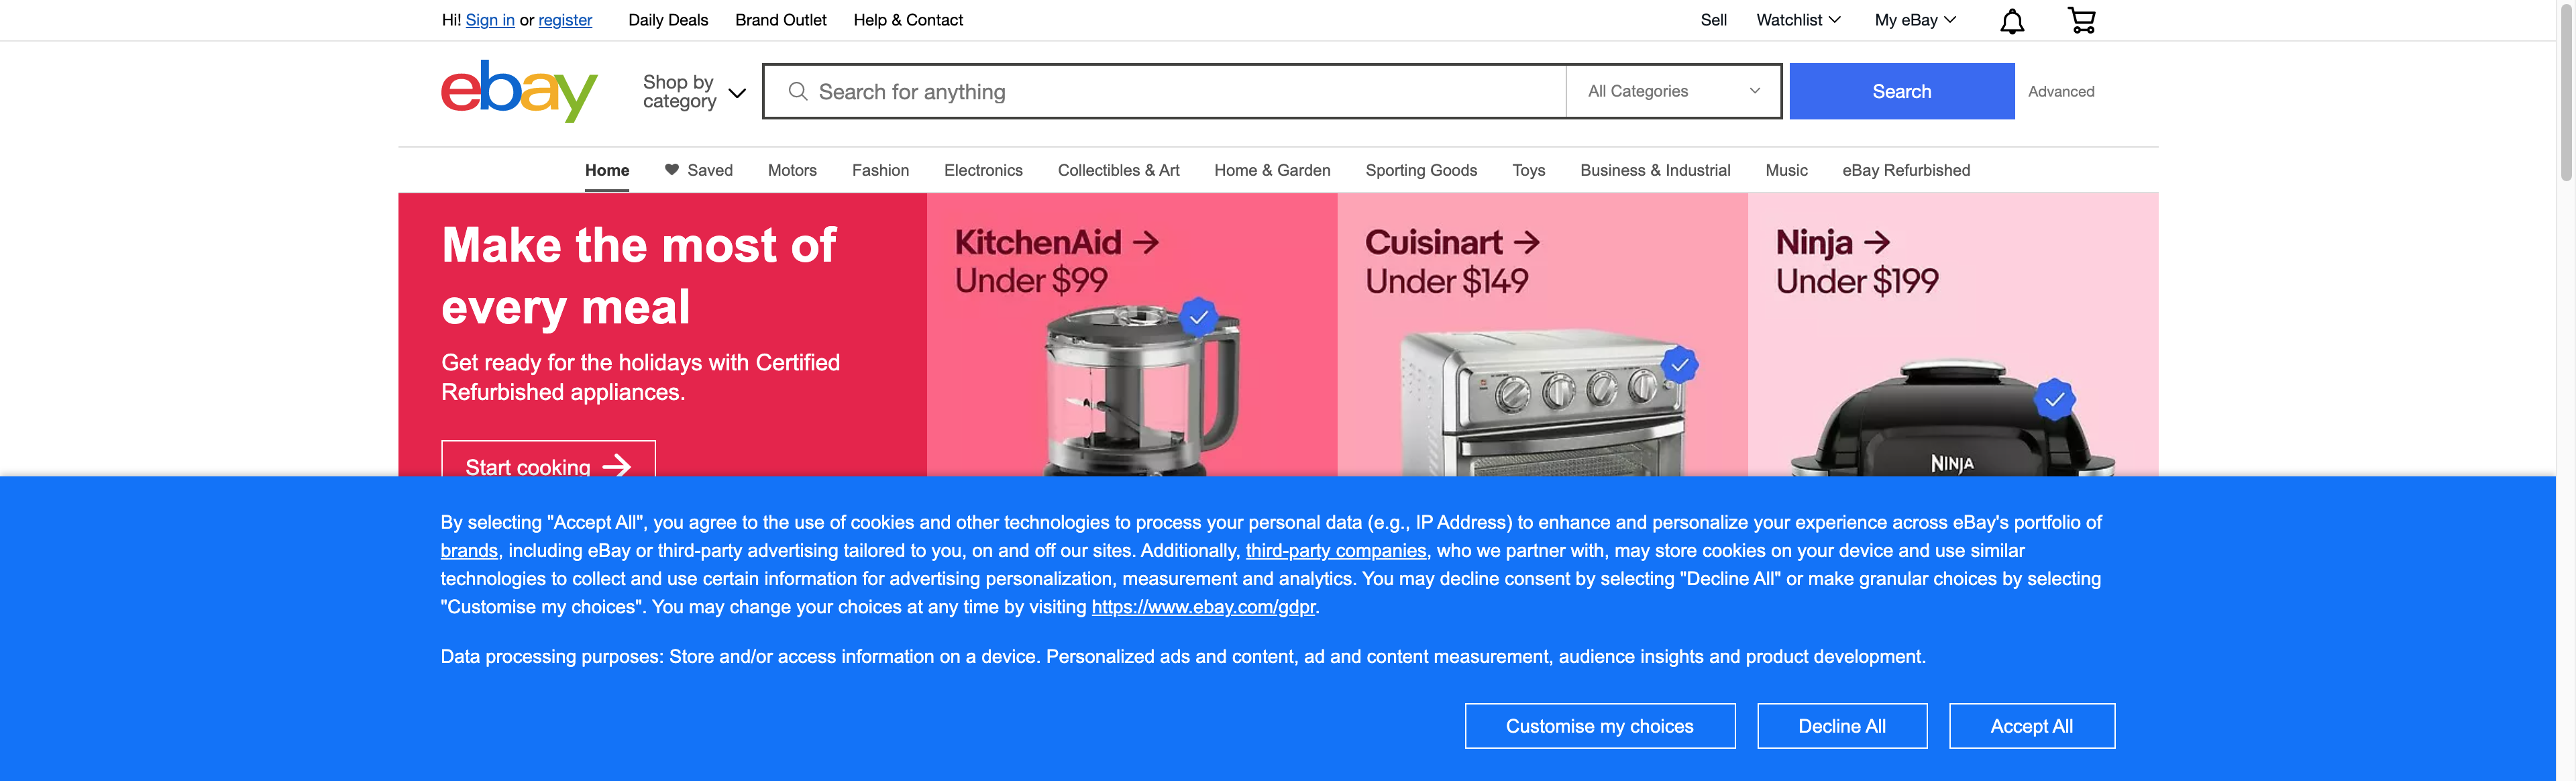 Hi! Sign in or register Daily Deals Brand Outlet Help & Contact Sell Watchlist My eBay
ebay
Shop by
category
Search for anything
All Categories
Search
Advanced
Home Saved Motors Fashion Electronics Collectibles & Art Home & Garden Sporting Goods Toys Business & Industrial Music eBay Refurbished
Make the most of
every meal
Get ready for the holidays with Certified
Refurbished appliances.
Start cooking
KitchenAid
Under $99
Cuisinart
Under $149
Ninja
Under $199
NINJA
By selecting "Accept All", you agree to the use of cookies and other technologies to process your personal data (e.g., IP Address) to enhance and personalize your experience across eBay's portfolio of
brands, including eBay or third-party advertising tailored to you, on and off our sites. Additionally, third-party companies, who we partner with, may store cookies on your device and use similar
technologies to collect and use certain information for advertising personalization, measurement and analytics. You may decline consent by selecting "Decline All" or make granular choices by selecting
"Customise my choices". You may change your choices at any time by visiting https://www.ebay.com/gdpr.
Data processing purposes: Store and/or access information on a device. Personalized ads and content, ad and content measurement, audience insights and product development.
Customise my choices Decline All Accept All